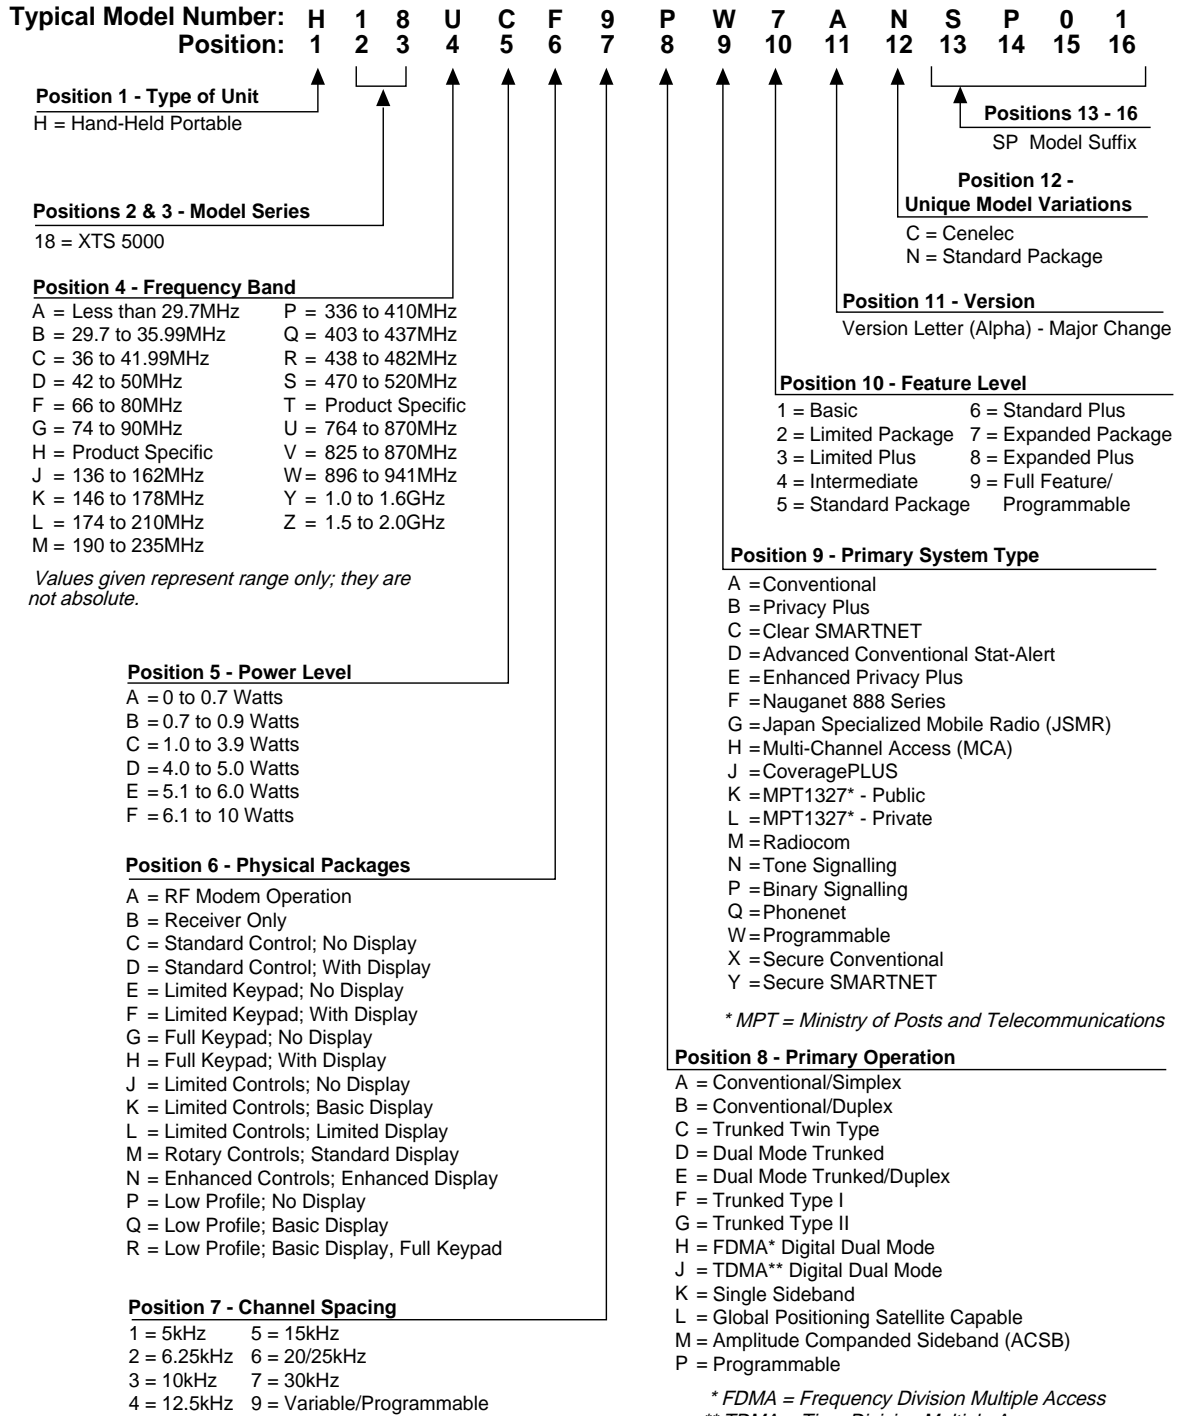 Typical Model Number: H 1 8 U C F 9 P W 7 A N S P 0 1
Position: 1 2 3 4 5 6 7 8 9 10 11 12 13 14 15 16
Position 1 - Type of Unit
H = Hand-Held Portable
Positions 2 & 3 - Model Series
18 = XTS 5000
Position 4 - Frequency Band
A = Less than 29.7MHz
B = 29.7 to 35.99MHz
C = 36 to 41.99MHz
D = 42 to 50MHz
F = 66 to 80MHz
G = 74 to 90MHz
H = Product Specific
J = 136 to 162MHz
K = 146 to 178MHz
L = 174 to 210MHz
M = 190 to 235MHz
P = 336 to 410MHz
Q = 403 to 437MHz
R = 438 to 482MHz
S = 470 to 520MHz
T = Product Specific
U = 764 to 870MHz
V = 825 to 870MHz
W = 896 to 941MHz
Y = 1.0 to 1.6GHz
Z = 1.5 to 2.0GHz
Values given represent range only; they are
not absolute.
Position 5 - Power Level
A = 0 to 0.7 Watts
B = 0.7 to 0.9 Watts
C = 1.0 to 3.9 Watts
D = 4.0 to 5.0 Watts
E = 5.1 to 6.0 Watts
F = 6.1 to 10 Watts
Position 6 - Physical Packages
A = RF Modem Operation
B = Receiver Only
C = Standard Control; No Display
D = Standard Control; With Display
E = Limited Keypad; No Display
F = Limited Keypad; With Display
G = Full Keypad; No Display
H = Full Keypad; With Display
J = Limited Controls; No Display
K = Limited Controls; Basic Display
L = Limited Controls; Limited Display
M = Rotary Controls; Standard Display
N = Enhanced Controls; Enhanced Display
P = Low Profile; No Display
Q = Low Profile; Basic Display
R = Low Profile; Basic Display, Full Keypad
Position 7 - Channel Spacing
1 = 5kHz
2 = 6.25kHz
3 = 10kHz
4 = 12.5kHz
5 = 15kHz
6 = 20/25kHz
7 = 30kHz
9 = Variable/Programmable
Positions 13 - 16
SP Model Suffix
Position 12 -
Unique Model Variations
C = Cenelec
N = Standard Package
Position 11 - Version
Version Letter (Alpha) - Major Change
Position 10 - Feature Level
1 = Basic
2 = Limited Package
3 = Limited Plus
4 = Intermediate
5 = Standard Package
6 = Standard Plus
7 = Expanded Package
8 = Expanded Plus
9 = Full Feature/
Programmable
Position 9 - Primary System Type
A = Conventional
B = Privacy Plus
C = Clear SMARTNET
D = Advanced Conventional Stat-Alert
E = Enhanced Privacy Plus
F = Nauganet 888 Series
G = Japan Specialized Mobile Radio (JSMR)
H = Multi-Channel Access (MCA)
J = CoveragePLUS
K = MPT1327* - Public
L = MPT1327* - Private
M = Radiocom
N = Tone Signalling
P = Binary Signalling
Q = Phonenet
W = Programmable
X = Secure Conventional
Y = Secure SMARTNET
* MPT = Ministry of Posts and Telecommunications
Position 8 - Primary Operation
A = Conventional/Simplex
B = Conventional/Duplex
C = Trunked Twin Type
D = Dual Mode Trunked
E = Dual Mode Trunked/Duplex
F = Trunked Type I
G = Trunked Type II
H = FDMA* Digital Dual Mode
J = TDMA** Digital Dual Mode
K = Single Sideband
L = Global Positioning Satellite Capable
M = Amplitude Companded Sideband (ACSB)
P = Programmable
* FDMA = Frequency Division Multiple Access